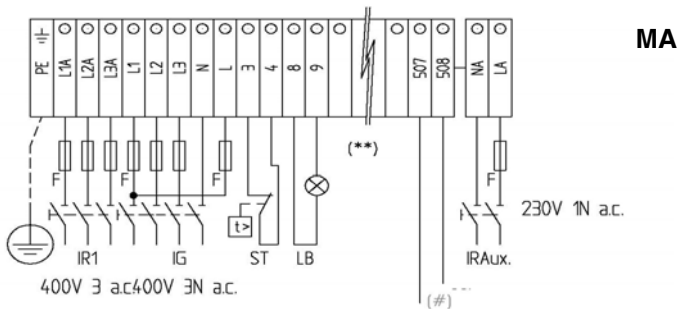 MA
PE L1A L2A L3A L1 L2 L3 N L 3 4 8 9 507 508 NA LA
(**)
F F F F
t>
230V 1N a.c.
IR1 IG ST LB IRAux.
400V 3 a.c.400V 3N a.c.
(#)